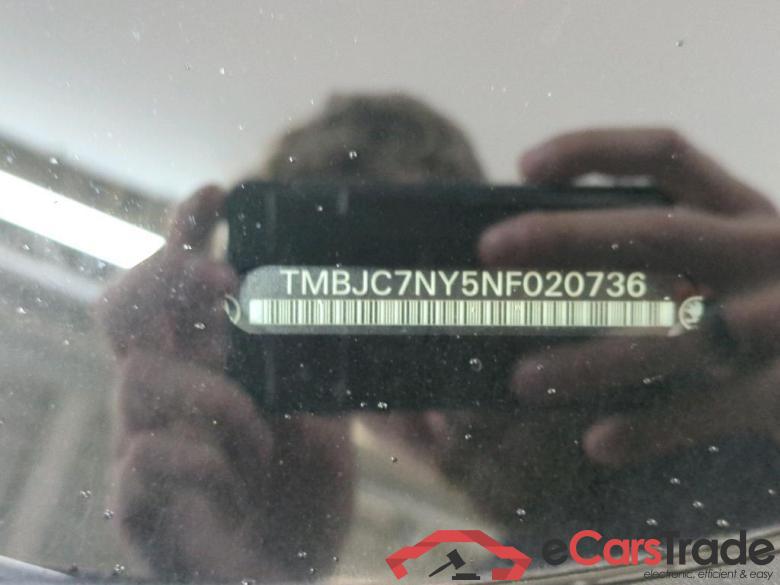 TMBJC7NY5NF020736
eCarsTrade
electronic, efficient & easy